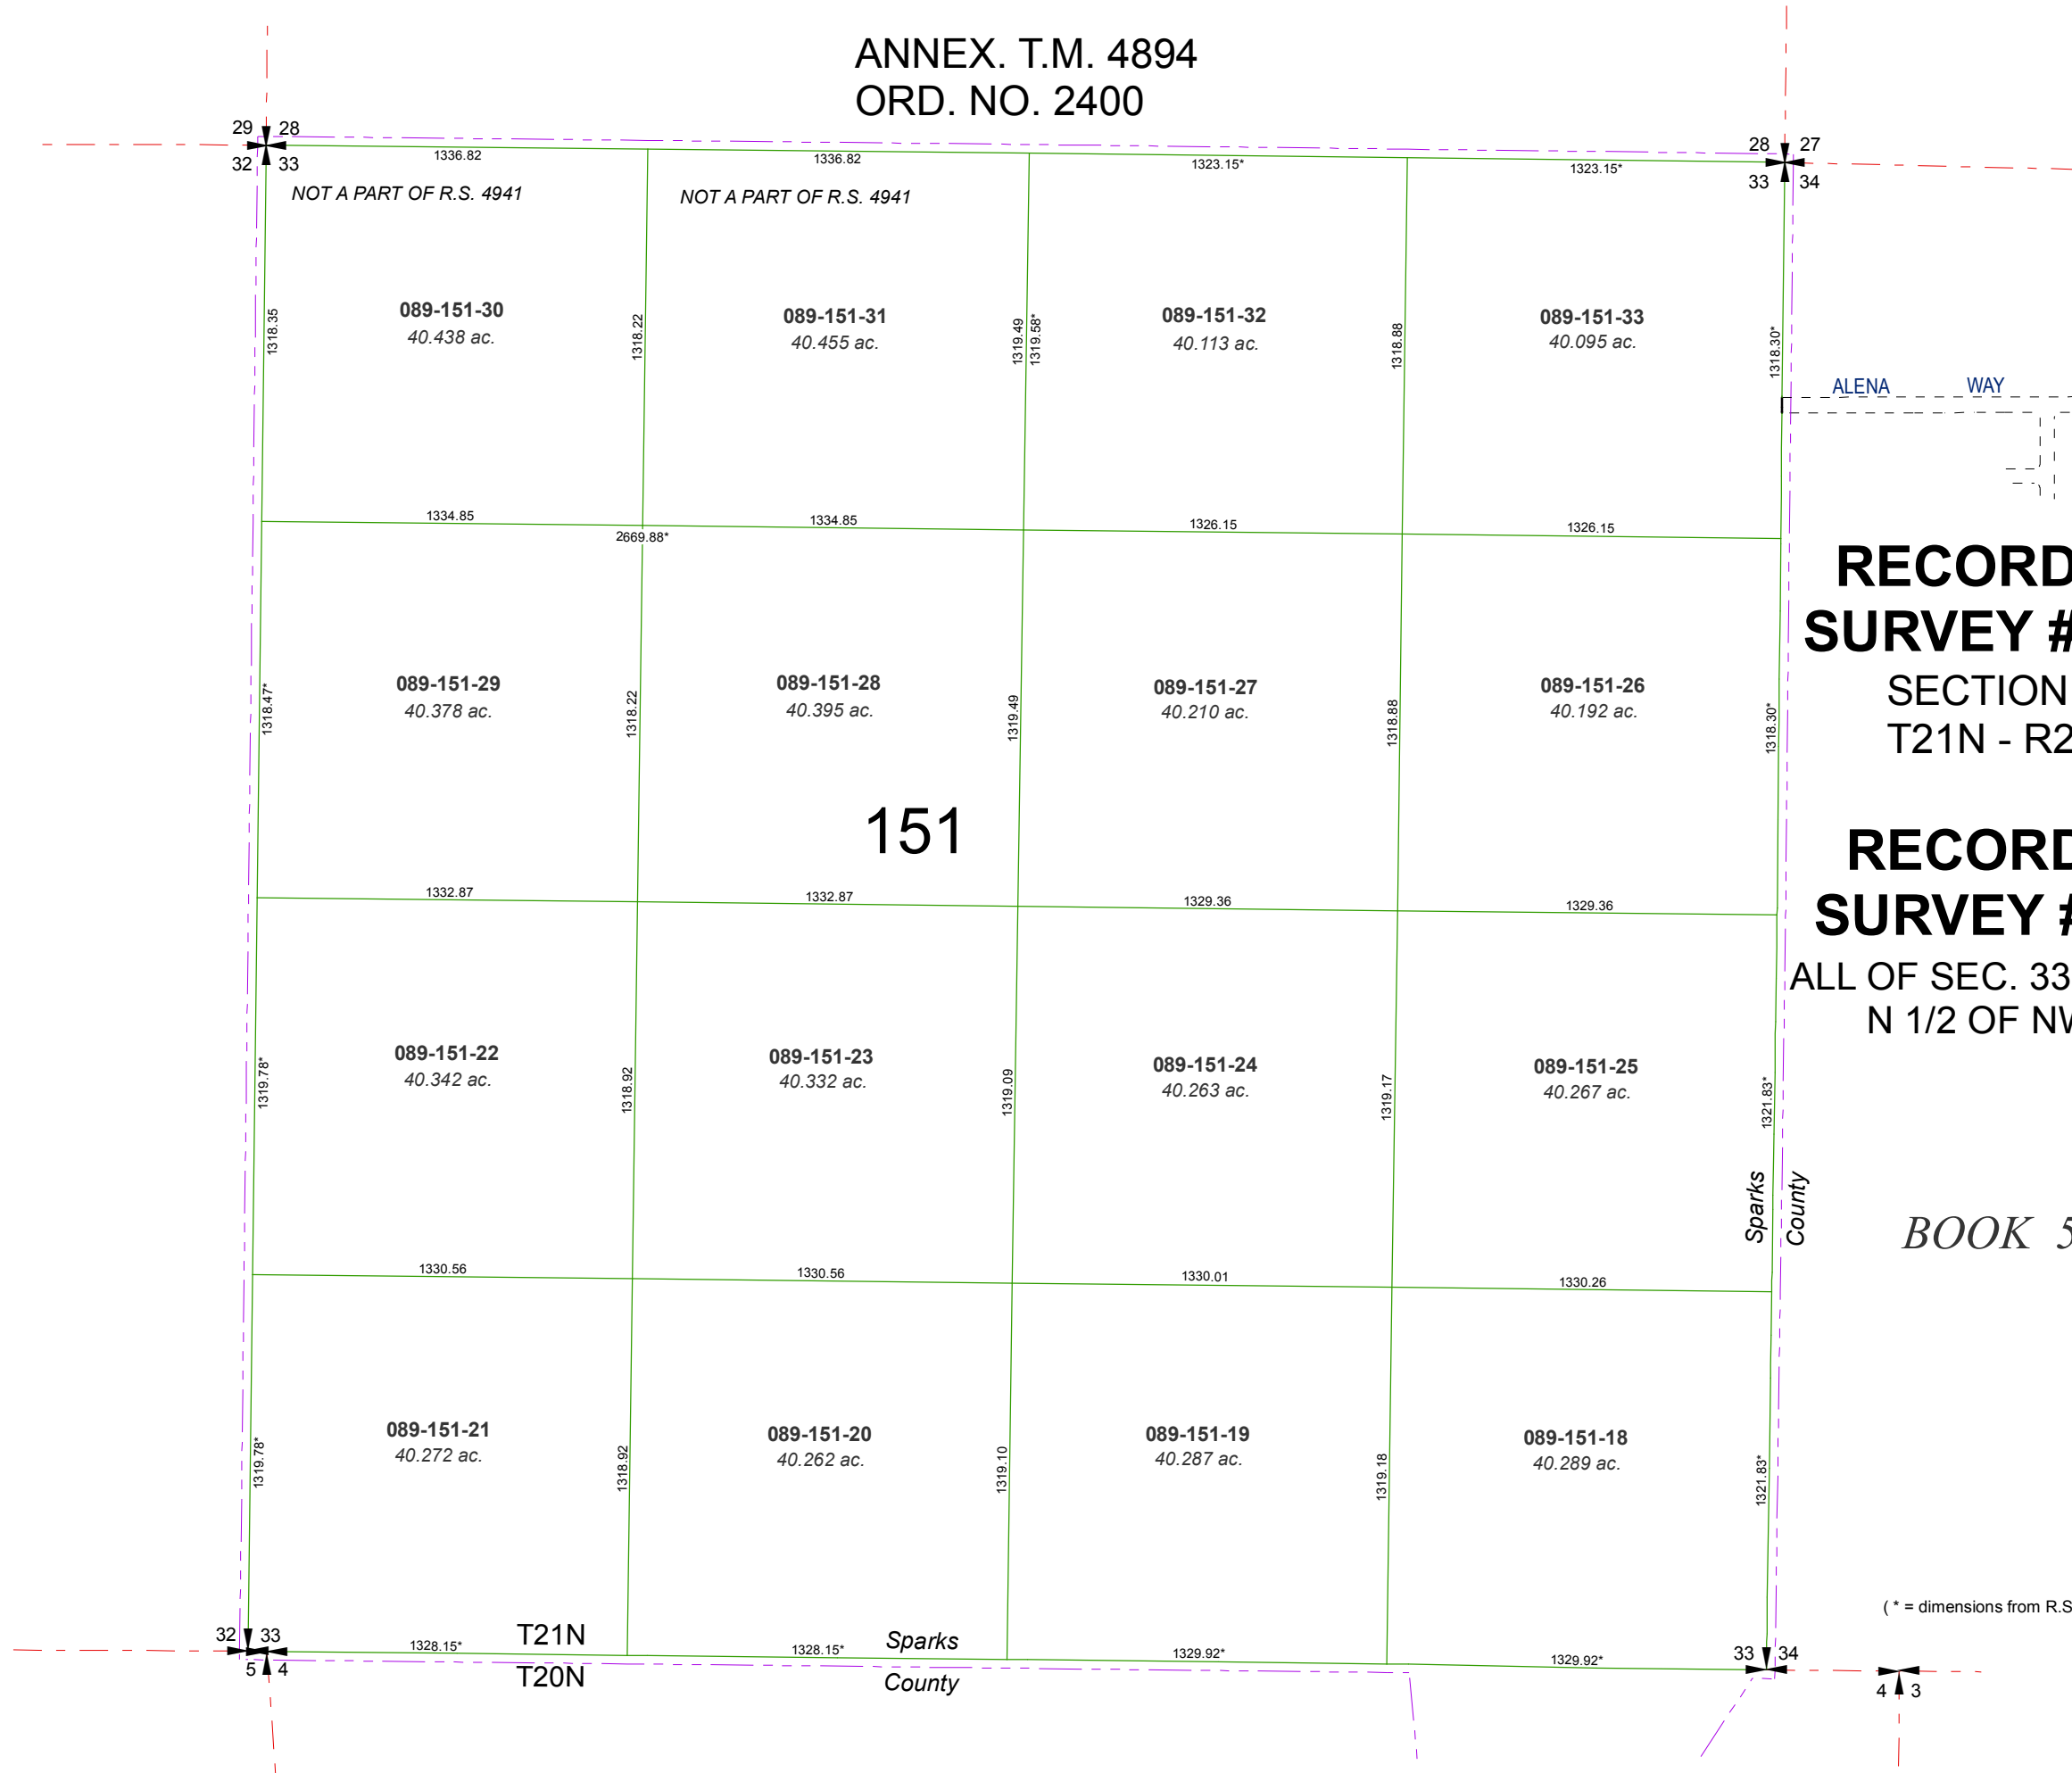 ANNEX. T.M. 4894
ORD. NO. 2400
29 28
32 33
28 27
33 34
1336.82
1336.82
1323.15*
1323.15*
NOT A PART OF R.S. 4941
NOT A PART OF R.S. 4941
089-151-30
40.438 ac.
089-151-31
40.455 ac.
089-151-32
40.113 ac.
089-151-33
40.095 ac.
1318.35
1318.22
1319.49
1319.58*
1318.88
1318.30*
ALENA WAY
1334.85
1334.85
1326.15
1326.15
2669.88*
RECORD
SURVEY #
SECTION
T21N - R2
089-151-29
40.378 ac.
089-151-28
40.395 ac.
089-151-27
40.210 ac.
089-151-26
40.192 ac.
1318.47*
1318.22
1319.49
1318.88
1318.30*
151
1332.87
1332.87
1329.36
1329.36
RECORD
SURVEY #
ALL OF SEC. 33
N 1/2 OF NW
089-151-22
40.342 ac.
089-151-23
40.332 ac.
089-151-24
40.263 ac.
089-151-25
40.267 ac.
1319.78*
1318.92
1319.09
1319.17
1321.83*
Sparks
County
BOOK 5
1330.56
1330.56
1330.01
1330.26
089-151-21
40.272 ac.
089-151-20
40.262 ac.
089-151-19
40.287 ac.
089-151-18
40.289 ac.
1319.78*
1318.92
1319.10
1319.18
1321.83*
( * = dimensions from R.S
32 33
5 4
1328.15*
T21N
T20N
1328.15*
Sparks
County
1329.92*
1329.92*
33 34
4 3